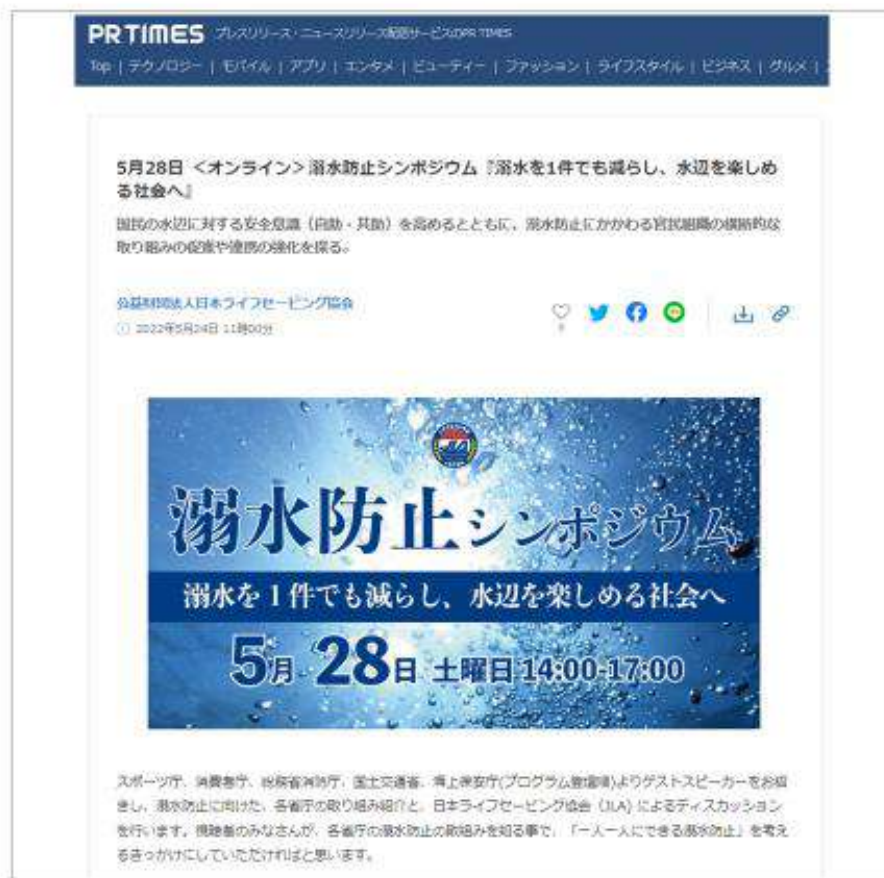 PR TIMES プレスリリース・ニュースリリース配信サービスのPR TIMES
Top | テクノロジー | モバイル | アプリ | エンタメ | ビューティー | ファッション | ライフスタイル | ビジネス | グルメ |
5月28日 <オンライン> 溺水防止シンポジウム『溺水を1件でも減らし、水辺を楽しめ
る社会へ』
国民の水辺に対する安全意識(自助・共助)を高めるとともに、溺水防止にかかわる官民組織の横断的な
取り組みの促進や連携の強化を探る。
公益財団法人日本ライフセービング協会
2022年5月24日 11時00分
溺水防止シンポジウム
溺水を1件でも減らし、水辺を楽しめる社会へ
5月28日 土曜日 14:00-17:00
スポーツ庁、消費者庁、総務省消防庁、国土交通省、海上保安庁(プログラム登壇順)よりゲストスピーカーをお招
きし、溺水防止に向けた、各省庁の取り組み紹介と、日本ライフセービング協会(JLA)によるディスカッション
を行います。視聴者のみなさんが、各省庁の溺水防止の取組みを知る事で、「一人一人にできる溺水防止」を考え
るきっかけにしていただければと思います。